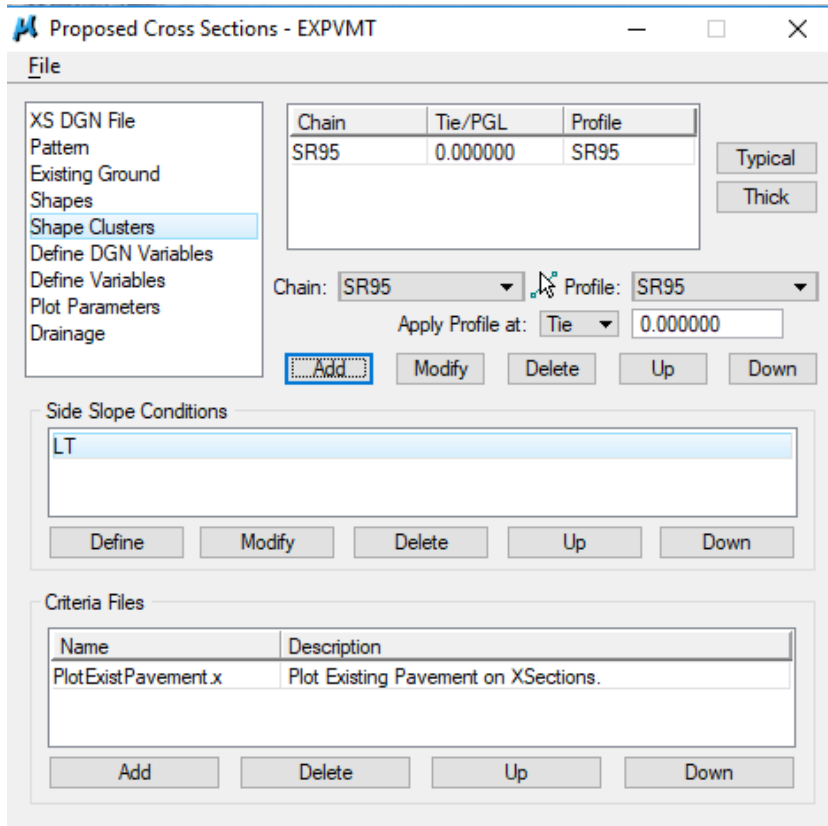 Proposed Cross Sections - EXPVMT
File
XS DGN File
Pattern
Existing Ground
Shapes
Shape Clusters
Define DGN Variables
Define Variables
Plot Parameters
Drainage
Chain Tie/PGL Profile
SR95 0.000000 SR95
Typical
Thick
Chain: SR95 Profile: SR95
Apply Profile at: Tie 0.000000
Add Modify Delete Up Down
Side Slope Conditions
LT
Define Modify Delete Up Down
Criteria Files
Name Description
PlotExistPavement.x Plot Existing Pavement on XSections.
Add Delete Up Down